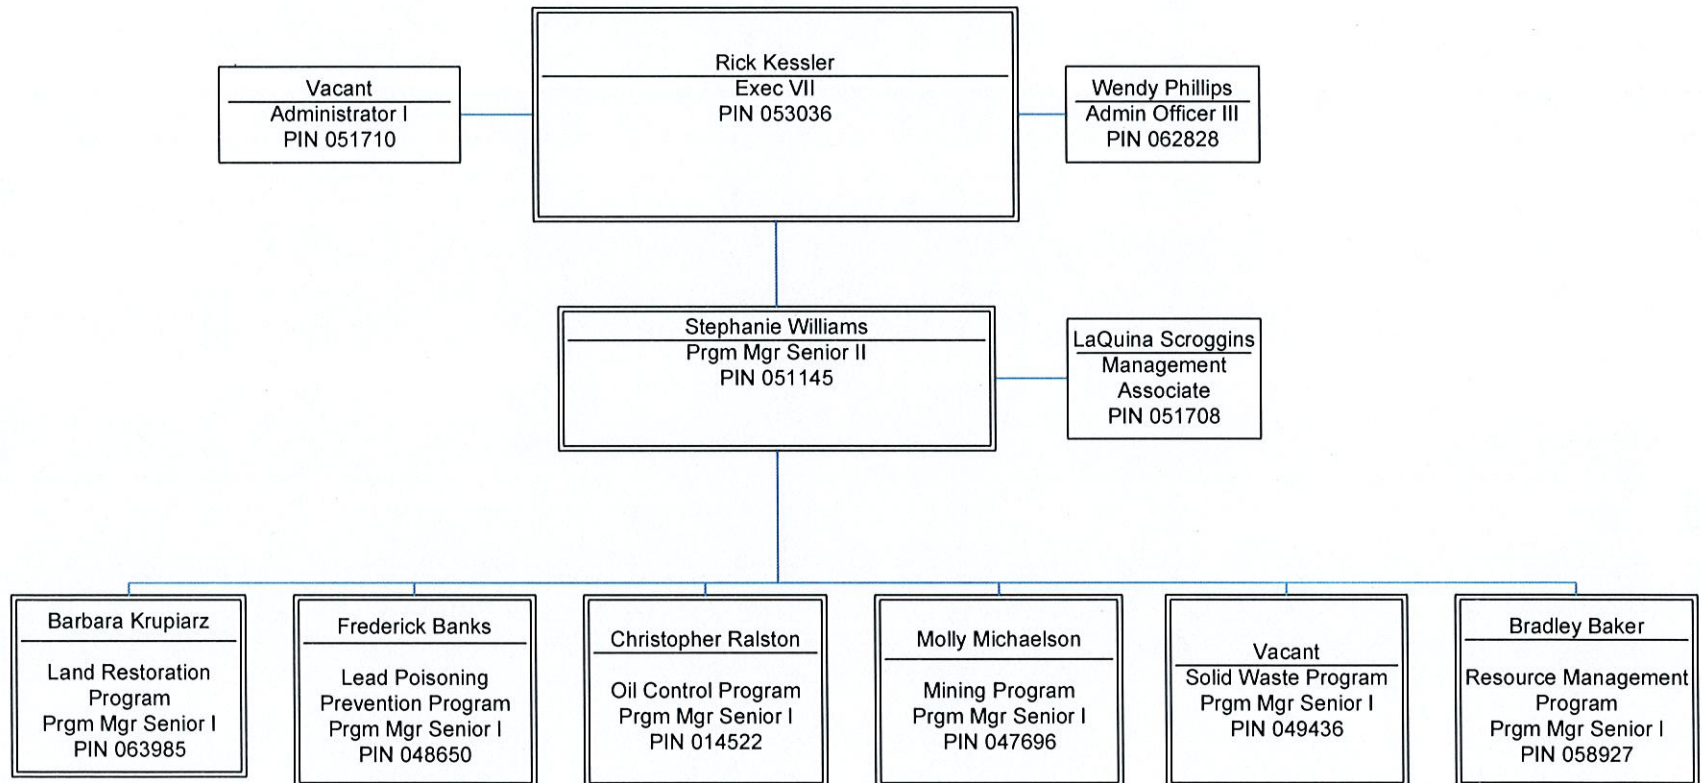 Rick Kessler
Exec VII
PIN 053036
Vacant
Administrator I
PIN 051710
Wendy Phillips
Admin Officer III
PIN 062828
Stephanie Williams
Prgm Mgr Senior II
PIN 051145
LaQuina Scroggins
Management
Associate
PIN 051708
Barbara Krupiarz
Land Restoration
Program
Prgm Mgr Senior I
PIN 063985
Frederick Banks
Lead Poisoning
Prevention Program
Prgm Mgr Senior I
PIN 048650
Christopher Ralston
Oil Control Program
Prgm Mgr Senior I
PIN 014522
Molly Michaelson
Mining Program
Prgm Mgr Senior I
PIN 047696
Vacant
Solid Waste Program
Prgm Mgr Senior I
PIN 049436
Bradley Baker
Resource Management
Program
Prgm Mgr Senior I
PIN 058927